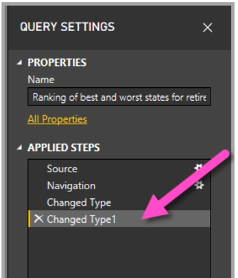 QUERY SETTINGS
PROPERTIES
Name
Ranking of best and worst states for retire
All Properties
APPLIED STEPS
Source
Navigation
Changed Type
Changed Type1